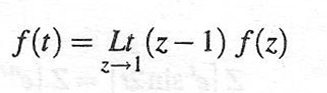 f(t) = Lt (z – 1) f(z)
z→1